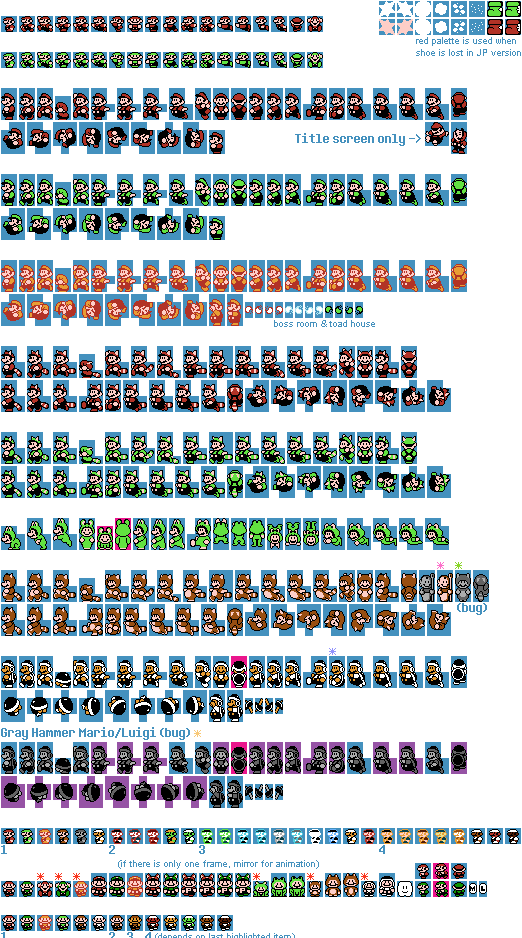 red palette is used when
shoe is lost in JP version
Title screen only ->
boss room & toad house
(bug)
Gray Hammer Mario/Luigi (bug)
1 2 3 4
(if there is only one frame, mirror for animation)
M L
1 2 3 4 (depends on last highlighted item)